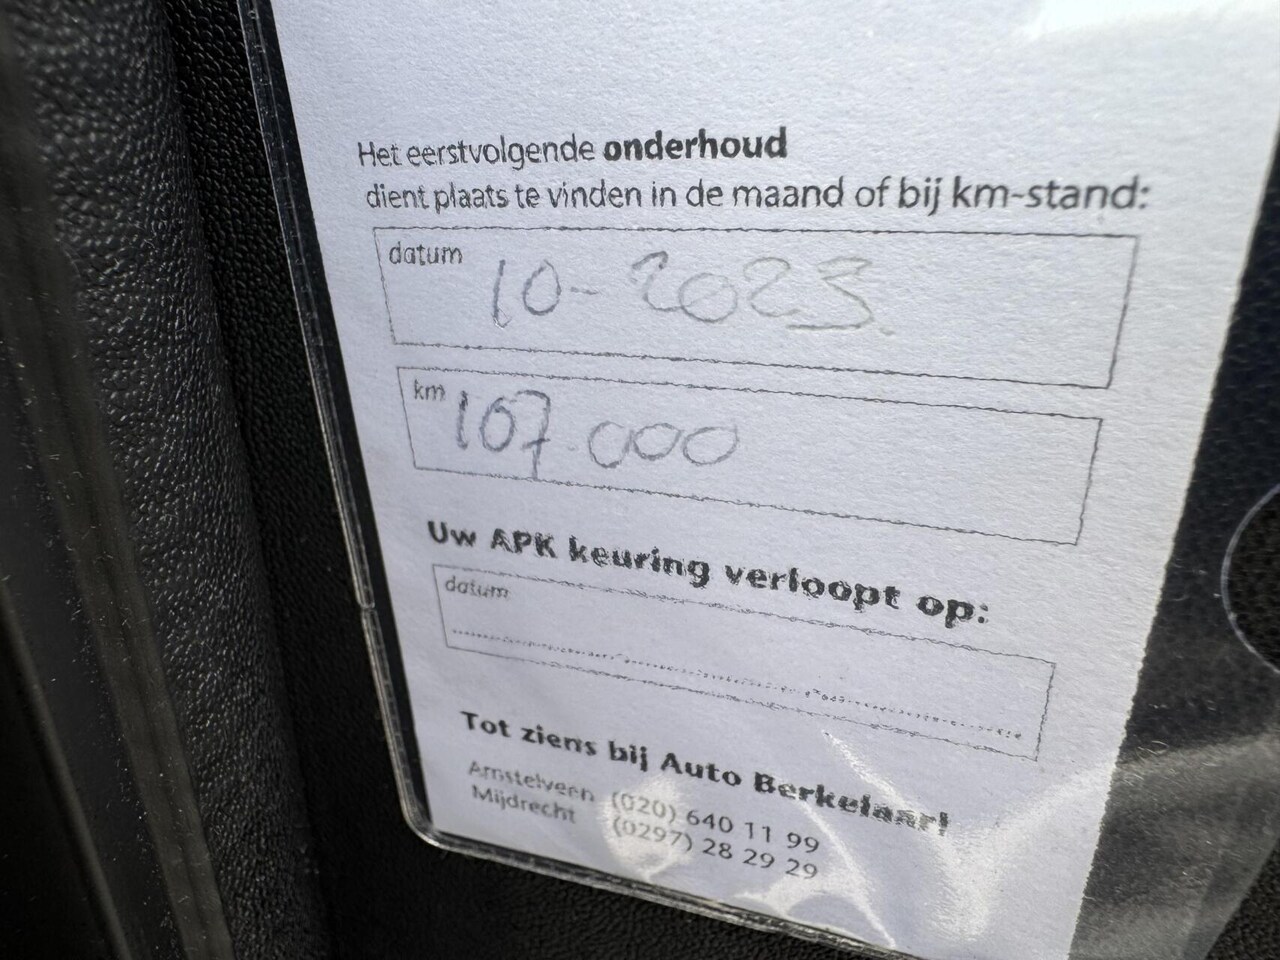 Het eerstvolgende onderhoud
dient plaats te vinden in de maand of bij km-stand:
datum 10-2023.
km 107.000
Uw APK keuring verloopt op:
datum
Tot ziens bij Auto Berkelaar!
Amstelveen (020) 640 11 99
Mijdrecht (0297) 28 29 29